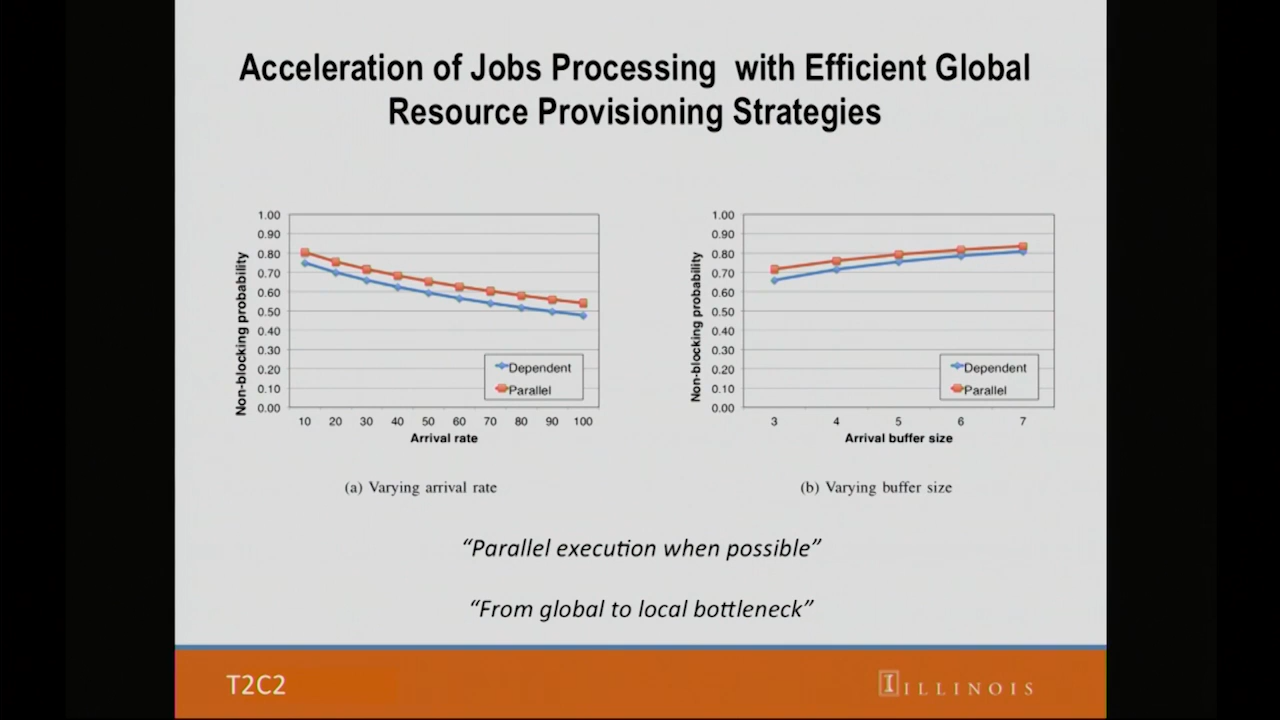 Acceleration of Jobs Processing with Efficient Global
Resource Provisioning Strategies
1.00
0.90
0.80
0.70
0.60
0.50
0.40
0.30
0.20
0.10
0.00
Non-blocking probability
Dependent
Parallel
10 20 30 40 50 60 70 80 90 100
Arrival rate
(a) Varying arrival rate
1.00
0.90
0.80
0.70
0.60
0.50
0.40
0.30
0.20
0.10
0.00
Non-blocking probability
Dependent
Parallel
3 4 5 6 7
Arrival buffer size
(b) Varying buffer size
“Parallel execution when possible”
“From global to local bottleneck”
T2C2
I ILLINOIS